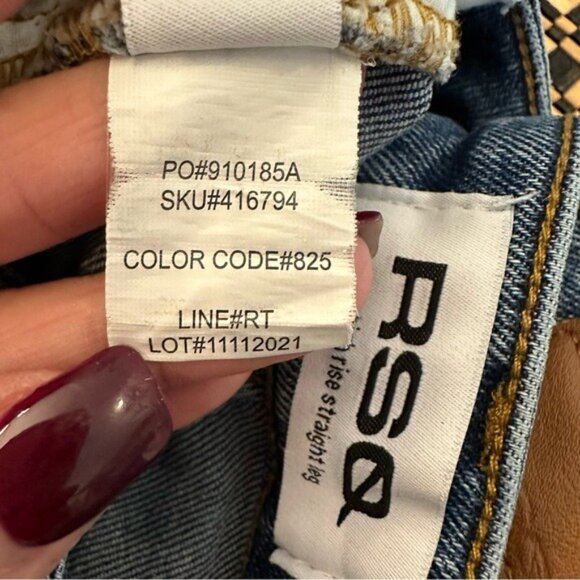 PO#910185A
SKU#416794
COLOR CODE#825
LINE#RT
LOT#11112021
RSQ
rise straight leg